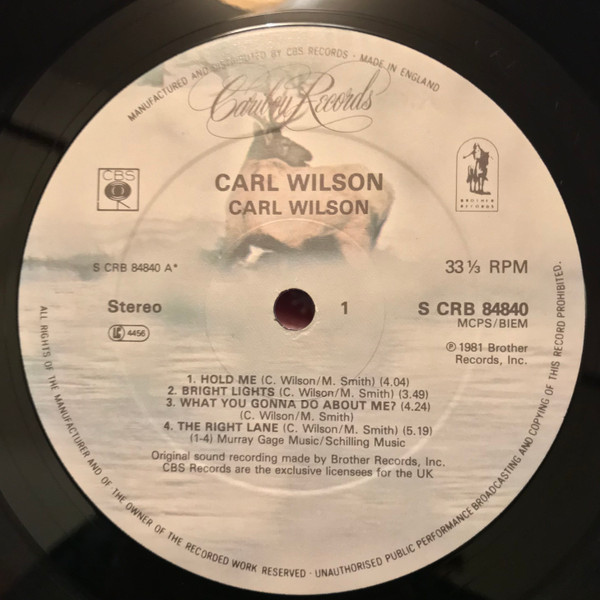 MANUFACTURED AND DISTRIBUTED BY CBS RECORDS · MADE IN ENGLAND
Caribou Records
CBS
BROTHER
RECORDS
CARL WILSON
CARL WILSON
S CRB 84840 A*
33⅓ RPM
Stereo
1
S CRB 84840
MCPS/BIEM
LC 4456
℗ 1981 Brother
Records, Inc.
1. HOLD ME (C. Wilson/M. Smith) (4.04)
2. BRIGHT LIGHTS (C. Wilson/M. Smith) (3.49)
3. WHAT YOU GONNA DO ABOUT ME? (4.24)
(C. Wilson/M. Smith)
4. THE RIGHT LANE (C. Wilson/M. Smith) (5.19)
(1-4) Murray Gage Music/Schilling Music
Original sound recording made by Brother Records, Inc.
CBS Records are the exclusive licensees for the UK
ALL RIGHTS OF THE MANUFACTURER AND OF THE OWNER OF THE RECORDED WORK RESERVED · UNAUTHORISED PUBLIC PERFORMANCE BROADCASTING AND COPYING OF THIS RECORD PROHIBITED.